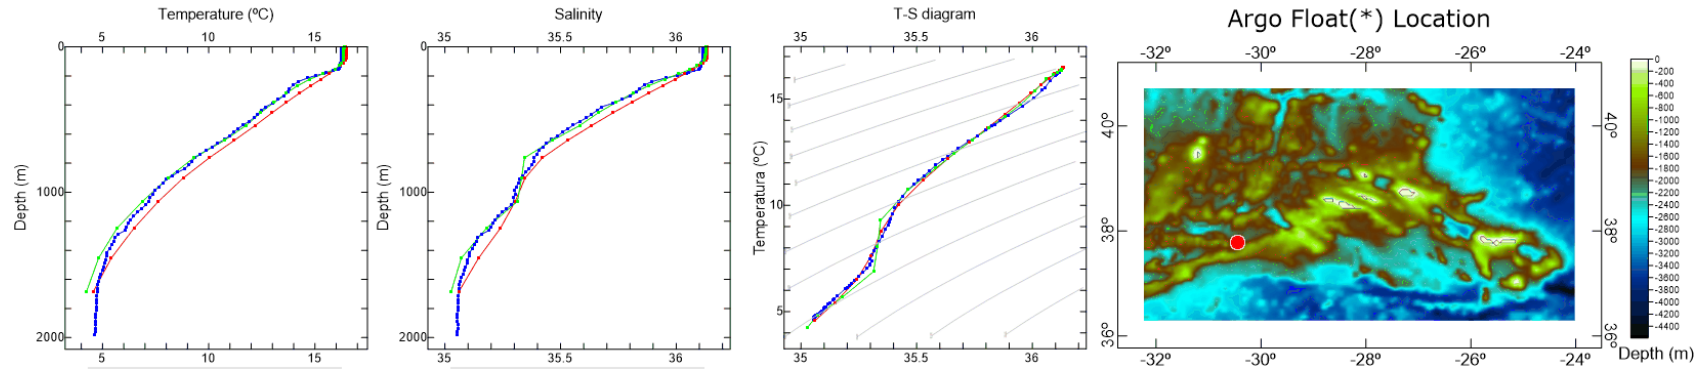 Temperature (ºC)
5 10 15
0
1000
2000
Depth (m)
5 10 15
Salinity
35 35.5 36
0
1000
2000
Depth (m)
35 35.5 36
T-S diagram
35 35.5 36
15
10
5
Temperatura (ºC)
35 35.5 36
Argo Float(*) Location
-32º -30º -28º -26º -24º
40º 40º
38º 38º
36º 36º
-32º -30º -28º -26º -24º
0
-200
-400
-600
-800
-1000
-1200
-1400
-1600
-1800
-2000
-2200
-2400
-2600
-2800
-3000
-3200
-3400
-3600
-3800
-4000
-4200
-4400
Depth (m)